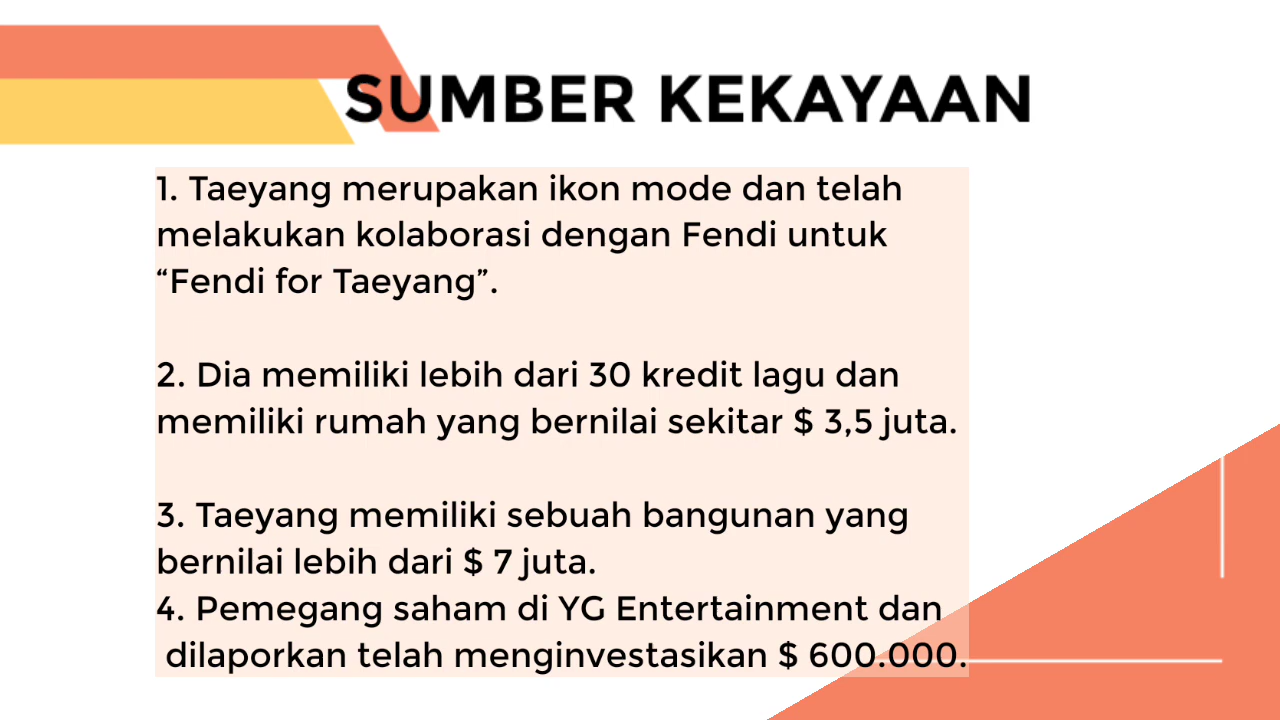 SUMBER KEKAYAAN
1. Taeyang merupakan ikon mode dan telah
melakukan kolaborasi dengan Fendi untuk
“Fendi for Taeyang”.
2. Dia memiliki lebih dari 30 kredit lagu dan
memiliki rumah yang bernilai sekitar $ 3,5 juta.
3. Taeyang memiliki sebuah bangunan yang
bernilai lebih dari $ 7 juta.
4. Pemegang saham di YG Entertainment dan
dilaporkan telah menginvestasikan $ 600.000.